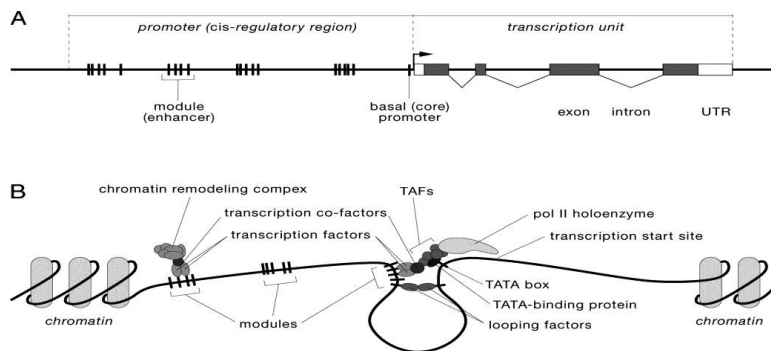 A
promoter (cis-regulatory region)
transcription unit
module
(enhancer)
basal (core)
promoter
exon
intron
UTR
B
chromatin remodeling compex
TAFs
transcription co-factors
pol II holoenzyme
transcription factors
transcription start site
TATA box
TATA-binding protein
chromatin
modules
looping factors
chromatin